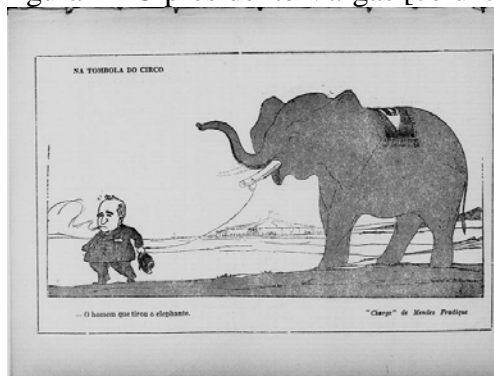 NA TOMBOLA DO CIRCO
— O homem que tirou o elephante.
"Charge" de Mendes Fradique